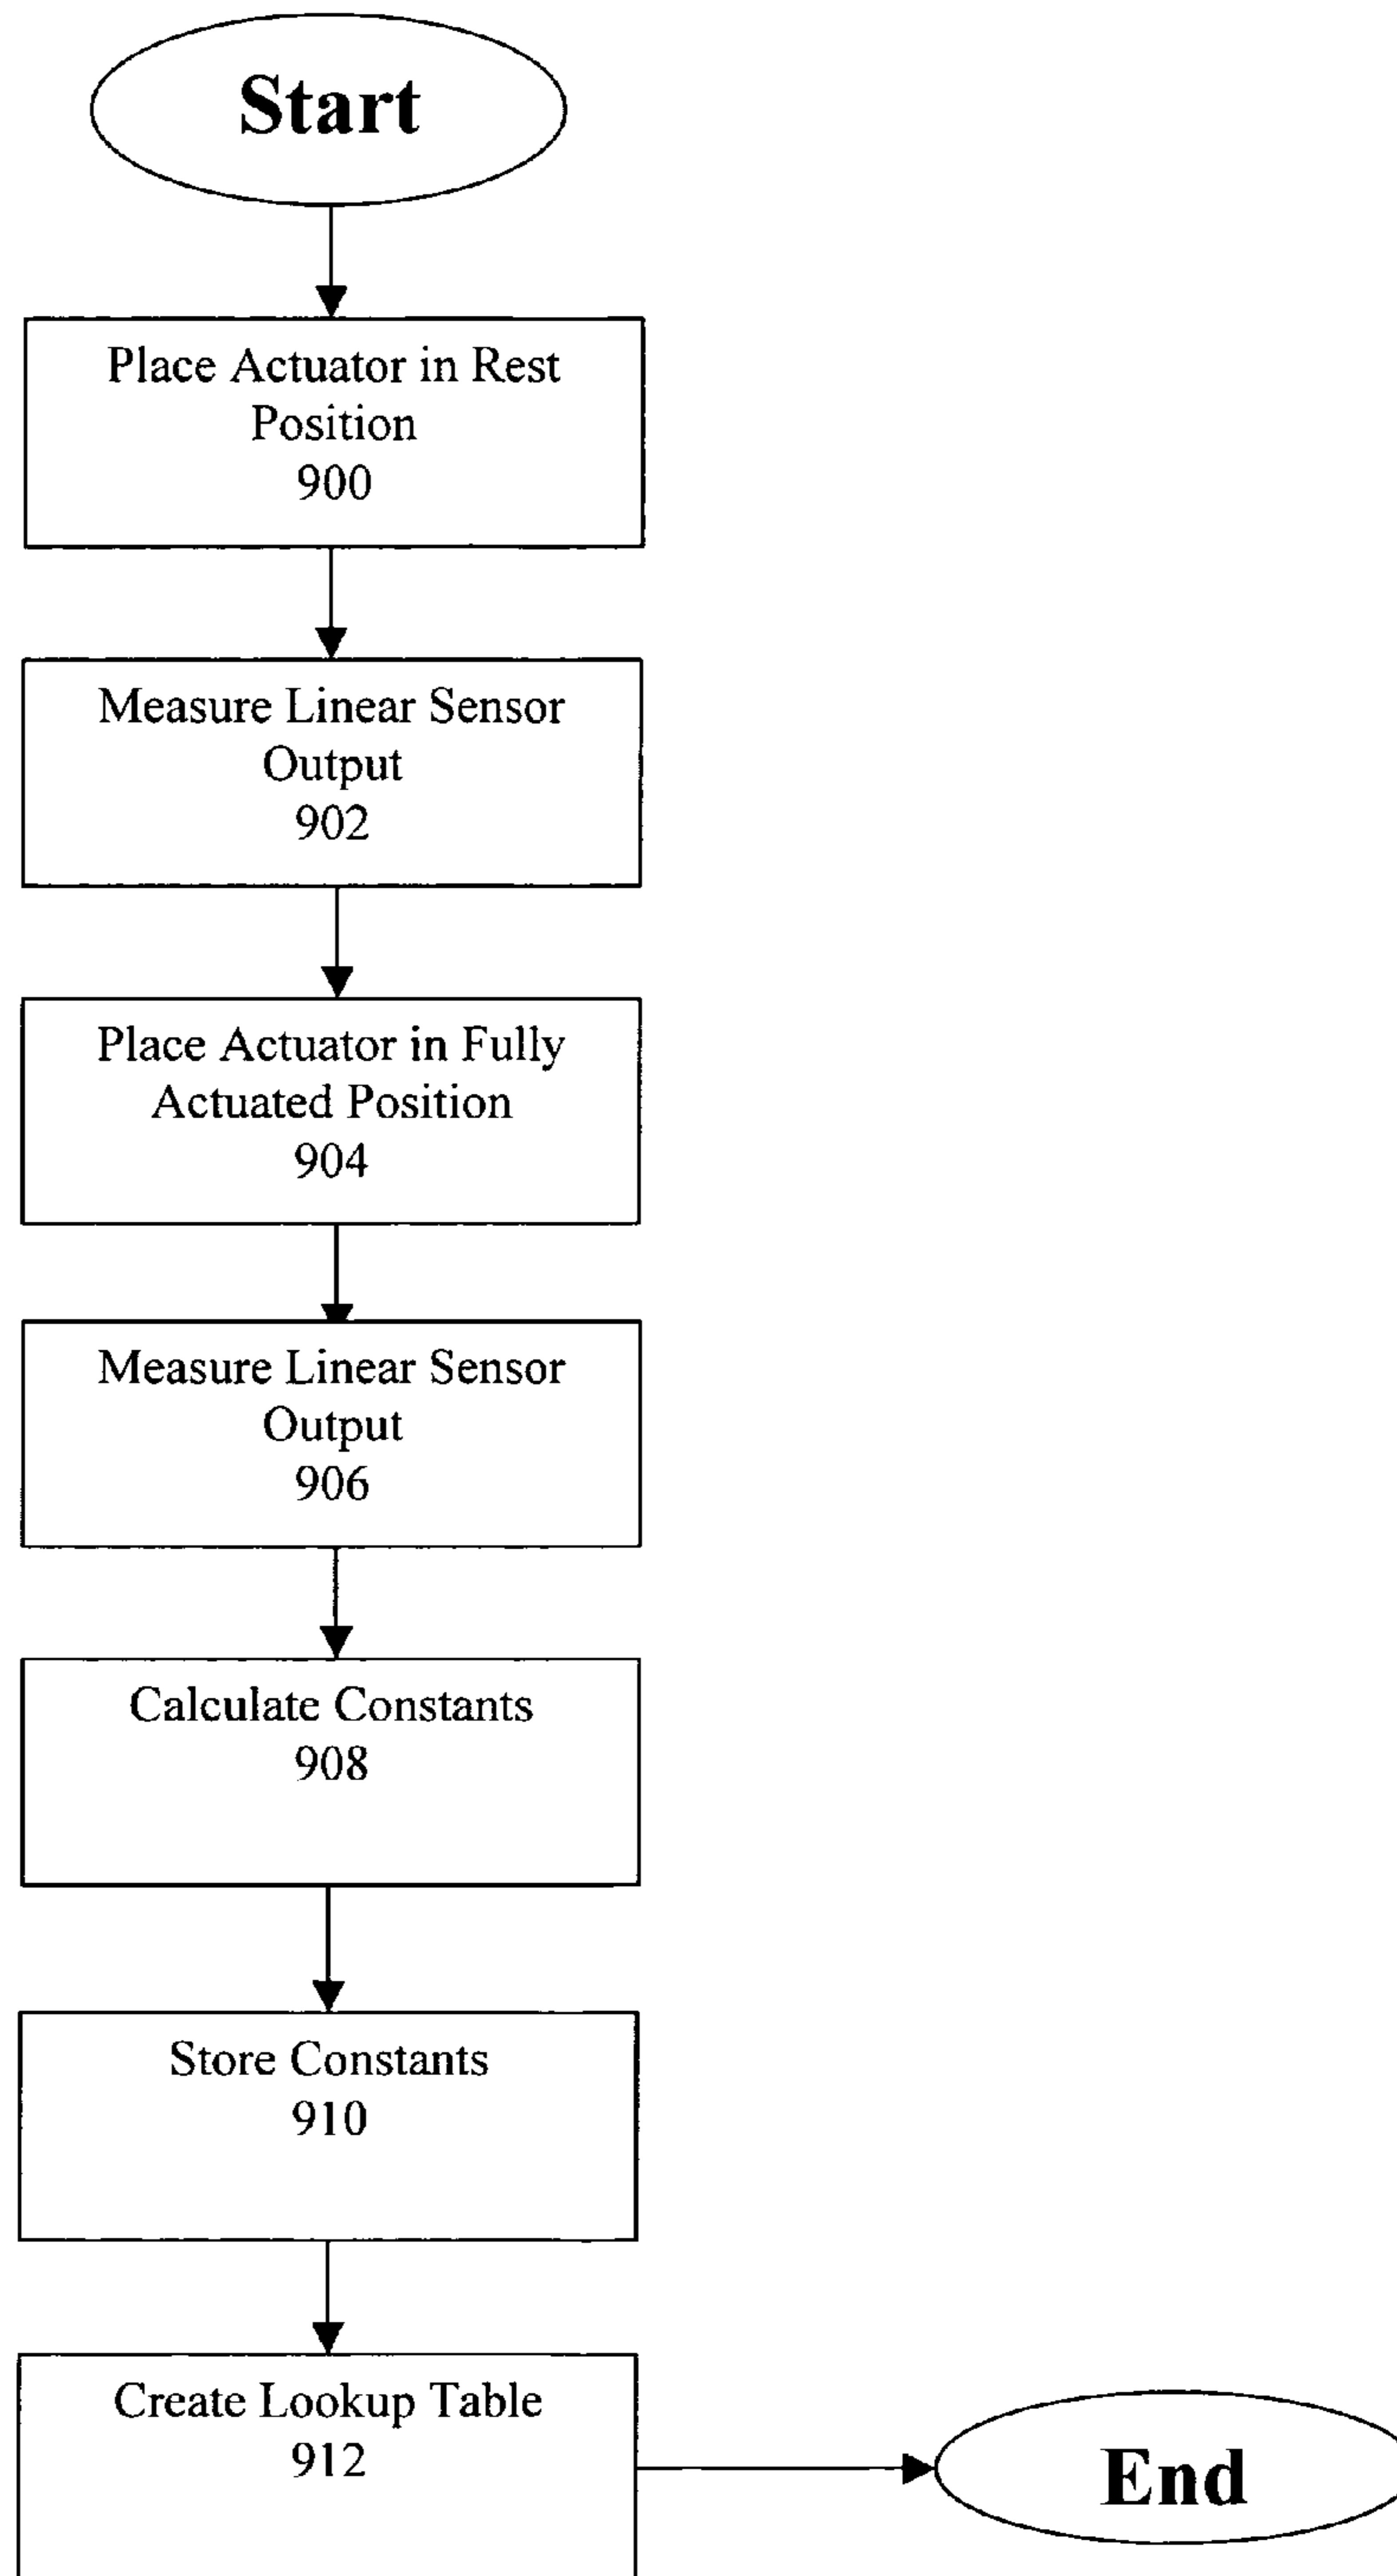 Start
Place Actuator in Rest
Position
900
Measure Linear Sensor
Output
902
Place Actuator in Fully
Actuated Position
904
Measure Linear Sensor
Output
906
Calculate Constants
908
Store Constants
910
Create Lookup Table
912
End